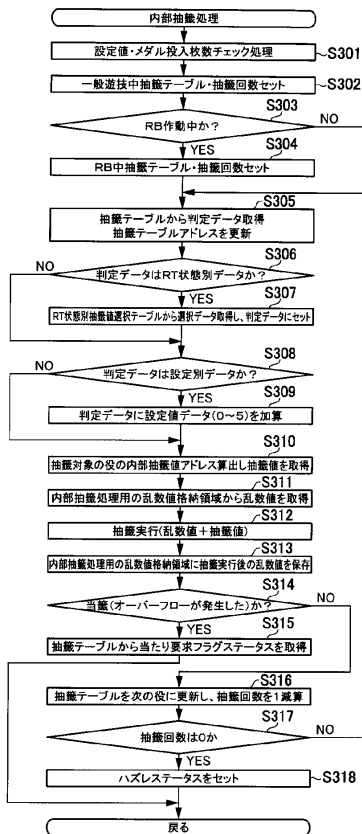 内部抽籤処理
設定値・メダル投入枚数チェック処理
S301
一般遊技中抽籤テーブル・抽籤回数セット
S302
S303
RB作動中か?
NO
YES
S304
RB中抽籤テーブル・抽籤回数セット
S305
抽籤テーブルから判定データ取得
抽籤テーブルアドレスを更新
S306
NO
判定データはRT状態別データか?
YES
S307
RT状態別抽籤値選択テーブルから選択データ取得し、判定データにセット
S308
NO
判定データは設定別データか?
YES
S309
判定データに設定値データ(0~5)を加算
S310
抽籤対象の役の内部抽籤値アドレス算出し抽籤値を取得
S311
内部抽籤処理用の乱数値格納領域から乱数値を取得
S312
抽籤実行(乱数値+抽籤値)
S313
内部抽籤処理用の乱数値格納領域に抽籤実行後の乱数値を保存
S314
当籤(オーバーフローが発生した)か?
NO
YES
S315
抽籤テーブルから当たり要求フラグステータスを取得
S316
抽籤テーブルを次の役に更新し、抽籤回数を1減算
S317
抽籤回数は0か
NO
YES
ハズレステータスをセット
S318
戻る